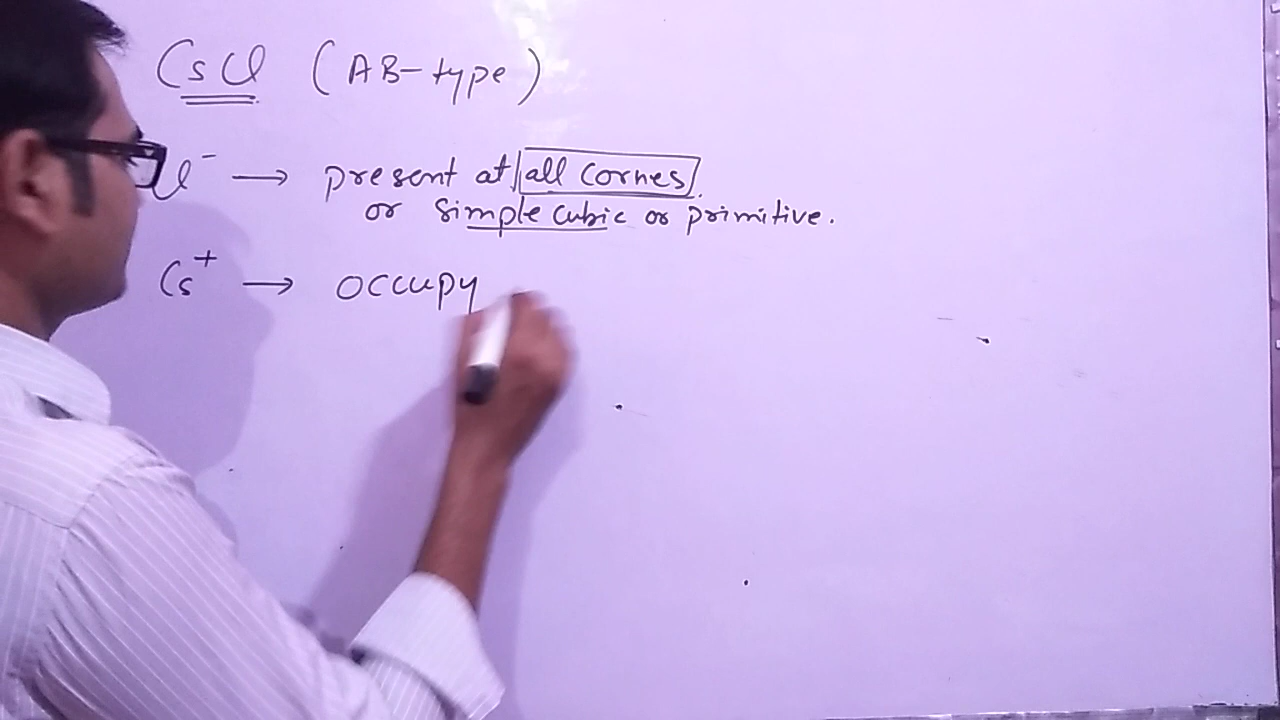 CsCl (AB-type)
Cl⁻ → present at all cornes.
or simple cubic or primitive.
Cs⁺ → occupy